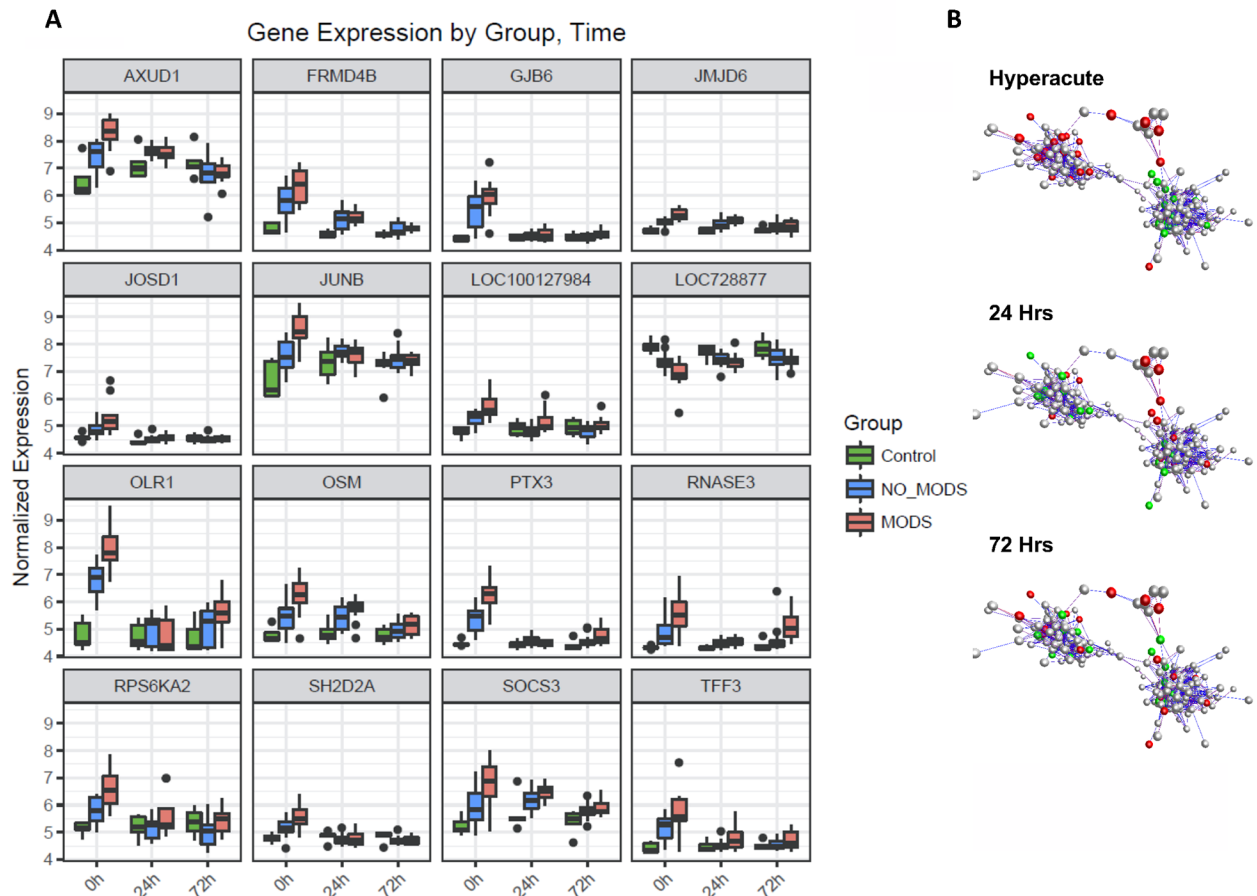 A
B
Gene Expression by Group, Time
AXUD1 FRMD4B GJB6 JMJD6
9
8
7
6
5
4
JOSD1 JUNB LOC100127984 LOC728877
9
8
7
6
5
4
OLR1 OSM PTX3 RNASE3
9
8
7
6
5
4
RPS6KA2 SH2D2A SOCS3 TFF3
9
8
7
6
5
4
0h 24h 72h 0h 24h 72h 0h 24h 72h 0h 24h 72h
Normalized Expression
Group
Control
NO_MODS
MODS
Hyperacute
24 Hrs
72 Hrs